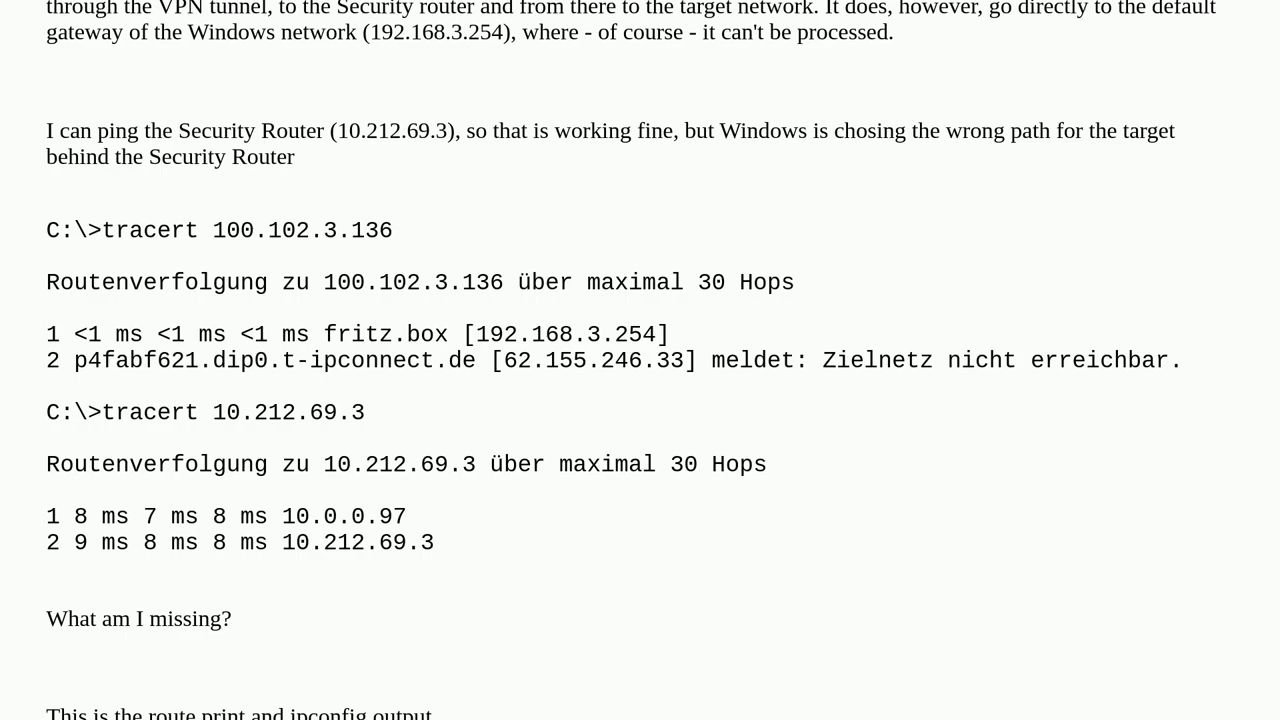 through the VPN tunnel, to the Security router and from there to the target network. It does, however, go directly to the default
gateway of the Windows network (192.168.3.254), where - of course - it can't be processed.
I can ping the Security Router (10.212.69.3), so that is working fine, but Windows is chosing the wrong path for the target
behind the Security Router
C:\>tracert 100.102.3.136
Routenverfolgung zu 100.102.3.136 über maximal 30 Hops
1 <1 ms <1 ms <1 ms fritz.box [192.168.3.254]
2 p4fabf621.dip0.t-ipconnect.de [62.155.246.33] meldet: Zielnetz nicht erreichbar.
C:\>tracert 10.212.69.3
Routenverfolgung zu 10.212.69.3 über maximal 30 Hops
1 8 ms 7 ms 8 ms 10.0.0.97
2 9 ms 8 ms 8 ms 10.212.69.3
What am I missing?
This is the route print and ipconfig output